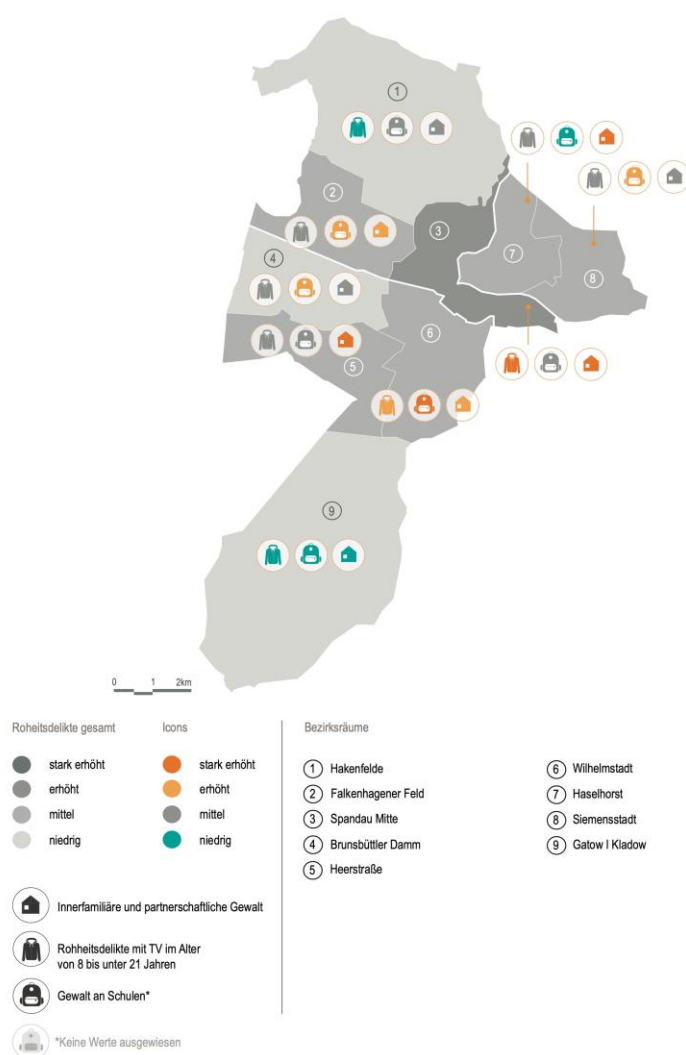 1
2
3
4
7
8
6
5
9
0 1 2km
Roheitsdelikte gesamt
stark erhöht
erhöht
mittel
niedrig
Icons
stark erhöht
erhöht
mittel
niedrig
Innerfamiliäre und partnerschaftliche Gewalt
Rohheitsdelikte mit TV im Alter
von 8 bis unter 21 Jahren
Gewalt an Schulen*
*Keine Werte ausgewiesen
Bezirksräume
1 Hakenfelde
2 Falkenhagener Feld
3 Spandau Mitte
4 Brunsbüttler Damm
5 Heerstraße
6 Wilhelmstadt
7 Haselhorst
8 Siemensstadt
9 Gatow I Kladow